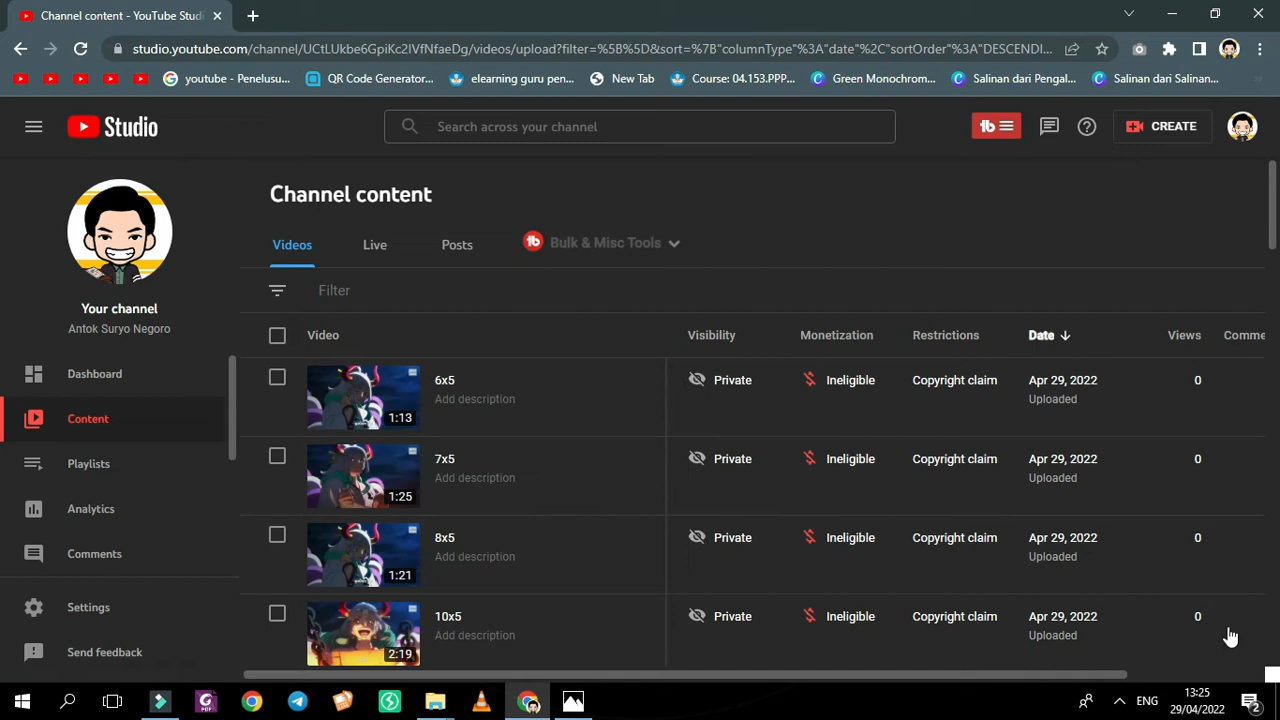 Channel content - YouTube Studi
studio.youtube.com/channel/UCtLUkbe6GpiKc2IVfNfaeDg/videos/upload?filter=%5B%5D&sort=%7B"columnType"%3A"date"%2C"sortOrder"%3A"DESCENDI...
youtube - Penelusu... QR Code Generator... elearning guru pen... New Tab Course: 04.153.PPP... Green Monochrom... Salinan dari Pengal... Salinan dari Salinan...
Studio
Search across your channel
tb
CREATE
Your channel
Antok Suryo Negoro
Dashboard
Content
Playlists
Analytics
Comments
Settings
Send feedback
Channel content
Videos Live Posts tb Bulk & Misc Tools
Filter
Video Visibility Monetization Restrictions Date Views Comme
6x5 Private Ineligible Copyright claim Apr 29, 2022 0
Add description Uploaded
1:13
7x5 Private Ineligible Copyright claim Apr 29, 2022 0
Add description Uploaded
1:25
8x5 Private Ineligible Copyright claim Apr 29, 2022 0
Add description Uploaded
1:21
10x5 Private Ineligible Copyright claim Apr 29, 2022 0
Add description Uploaded
2:19
ENG
13:25
29/04/2022
2